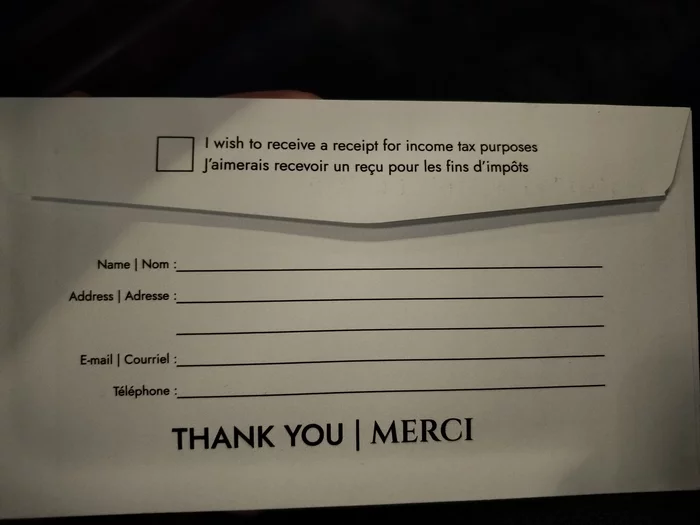 I wish to receive a receipt for income tax purposes
J'aimerais recevoir un reçu pour les fins d'impôts
Name | Nom :
Address | Adresse :
E-mail | Courriel :
Téléphone :
THANK YOU | MERCI